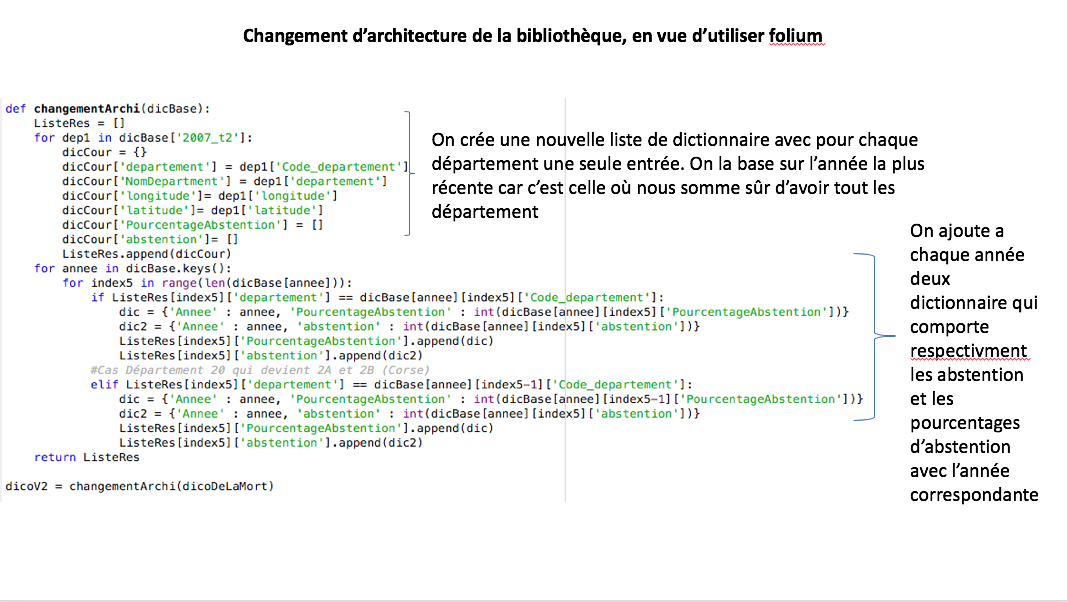 Changement d’architecture de la bibliothèque, en vue d’utiliser folium
def changementArchi(dicBase):
    ListeRes = []
    for dep1 in dicBase['2007_t2']:
        dicCour = {}
        dicCour['departement'] = dep1['Code_departement']
        dicCour['NomDepartment'] = dep1['departement']
        dicCour['longitude']= dep1['longitude']
        dicCour['latitude']= dep1['latitude']
        dicCour['PourcentageAbstention'] = []
        dicCour['abstention']= []
        ListeRes.append(dicCour)
    for annee in dicBase.keys():
        for index5 in range(len(dicBase[annee])):
            if ListeRes[index5]['departement'] == dicBase[annee][index5]['Code_departement']:
                dic = {'Annee' : annee, 'PourcentageAbstention' : int(dicBase[annee][index5]['PourcentageAbstention'])}
                dic2 = {'Annee' : annee, 'abstention' : int(dicBase[annee][index5]['abstention'])}
                ListeRes[index5]['PourcentageAbstention'].append(dic)
                ListeRes[index5]['abstention'].append(dic2)
            #Cas Département 20 qui devient 2A et 2B (Corse)
            elif ListeRes[index5]['departement'] == dicBase[annee][index5-1]['Code_departement']:
                dic = {'Annee' : annee, 'PourcentageAbstention' : int(dicBase[annee][index5-1]['PourcentageAbstention'])}
                dic2 = {'Annee' : annee, 'abstention' : int(dicBase[annee][index5]['abstention'])}
                ListeRes[index5]['PourcentageAbstention'].append(dic)
                ListeRes[index5]['abstention'].append(dic2)
    return ListeRes
dicoV2 = changementArchi(dicoDeLaMort)
On crée une nouvelle liste de dictionnaire avec pour chaque
département une seule entrée. On la base sur l’année la plus
récente car c’est celle où nous somme sûr d’avoir tout les
département
On ajoute a
chaque année
deux
dictionnaire qui
comporte
respectivment
les abstention
et les
pourcentages
d’abstention
avec l’année
correspondante